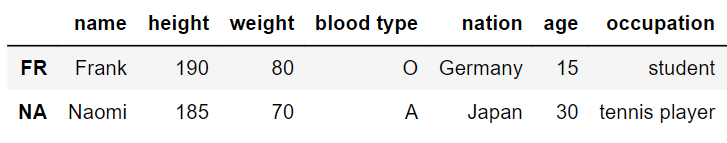 name height weight blood type nation age occupation
FR Frank 190 80 O Germany 15 student
NA Naomi 185 70 A Japan 30 tennis player